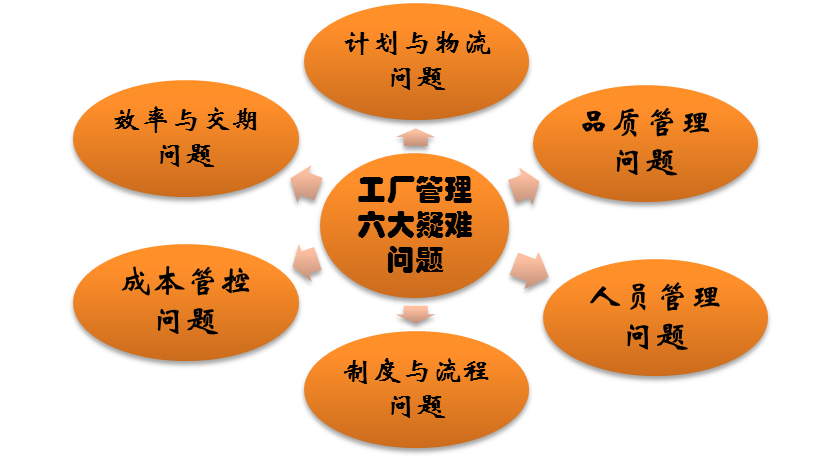 计划与物流
问题
效率与交期
问题
品质管理
问题
工厂管理
六大疑难
问题
成本管控
问题
人员管理
问题
制度与流程
问题